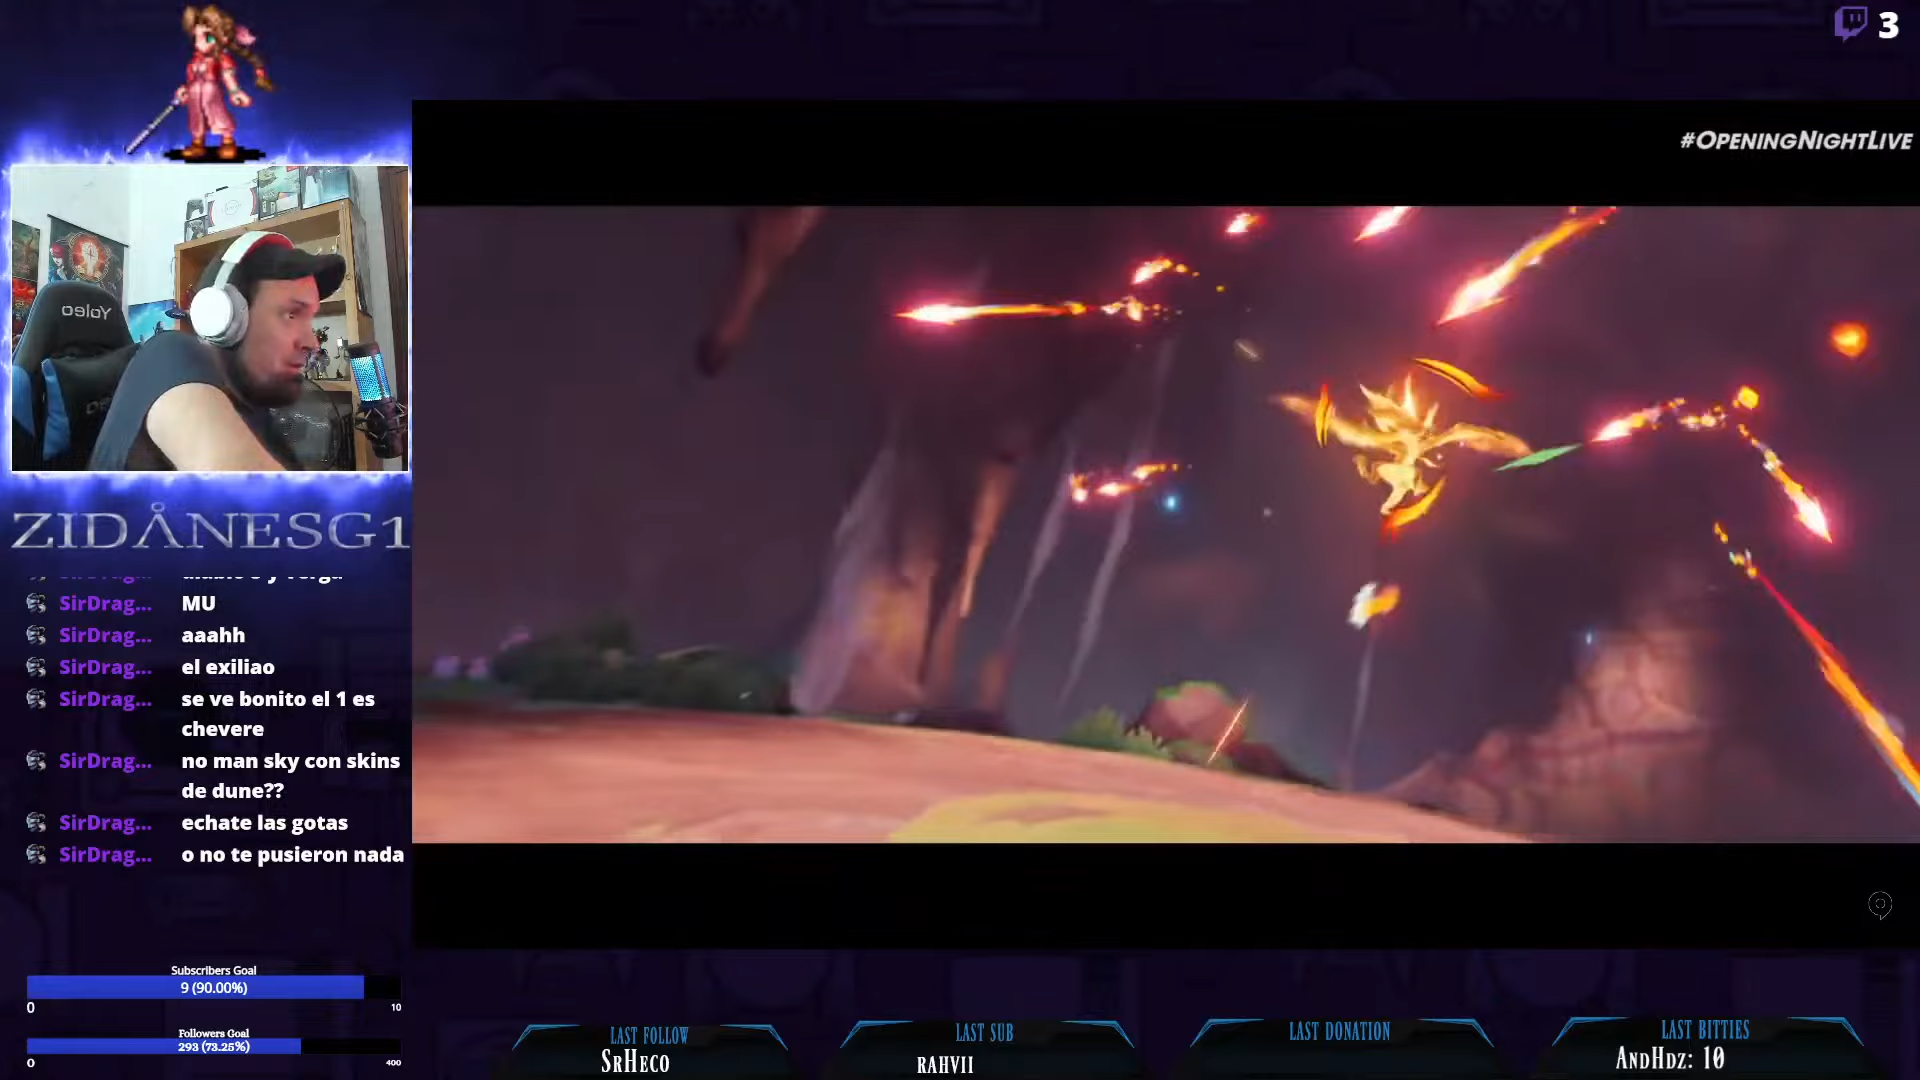 3
#OPENINGNIGHTLIVE
Yoleo
ZIDÅNESG1
SirDrag... MU
SirDrag... aaahh
SirDrag... el exiliao
SirDrag... se ve bonito el 1 es
chevere
SirDrag... no man sky con skins
de dune??
SirDrag... echate las gotas
SirDrag... o no te pusieron nada
Subscribers Goal
9 (90.00%)
0 10
Followers Goal
293 (73.25%)
0 400
LAST FOLLOW
SRHECO
LAST SUB
RAHVII
LAST DONATION
LAST BITTIES
ANDHDZ: 10